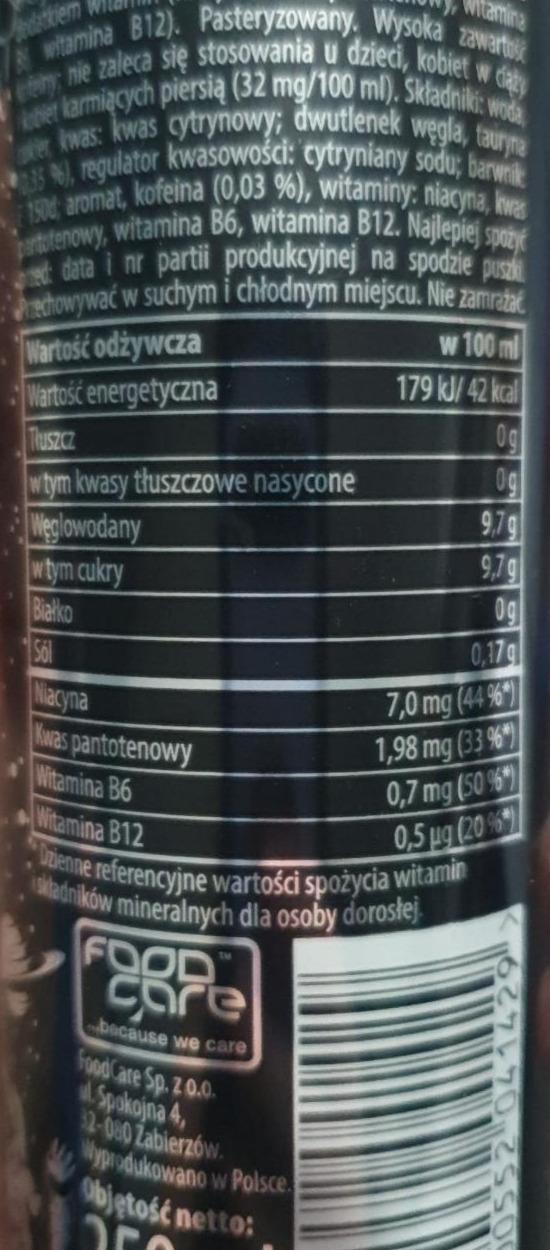 witamina
witamina B12). Pasteryzowany. Wysoka zawartość
nie zaleca się stosowania u dzieci, kobiet w ciąży
karmiących piersią (32 mg/100 ml). Składniki: woda,
kwas: kwas cytrynowy; dwutlenek węgla, tauryna
%), regulator kwasowości: cytryniany sodu; barwnik:
150d; aromat, kofeina (0,03 %), witaminy: niacyna, kwas
pantotenowy, witamina B6, witamina B12. Najlepiej spożyć
data i nr partii produkcyjnej na spodzie puszki.
Przechowywać w suchym i chłodnym miejscu. Nie zamrażać.
Wartość odżywcza w 100 ml
Wartość energetyczna 179 kJ/ 42 kcal
Tłuszcz 0 g
w tym kwasy tłuszczowe nasycone 0 g
Węglowodany 9,7 g
w tym cukry 9,7 g
Białko 0 g
Sól 0,17 g
Niacyna 7,0 mg (44 %*)
Kwas pantotenowy 1,98 mg (33 %*)
Witamina B6 0,7 mg (50 %*)
Witamina B12 0,5 µg (20 %*)
*Dzienne referencyjne wartości spożycia witamin
i składników mineralnych dla osoby dorosłej.
FOOD™
care
...because we care
FoodCare Sp. z o.o.
ul. Spokojna 4,
32-080 Zabierzów.
Wyprodukowano w Polsce.
Objętość netto:
250
00552 041429 >